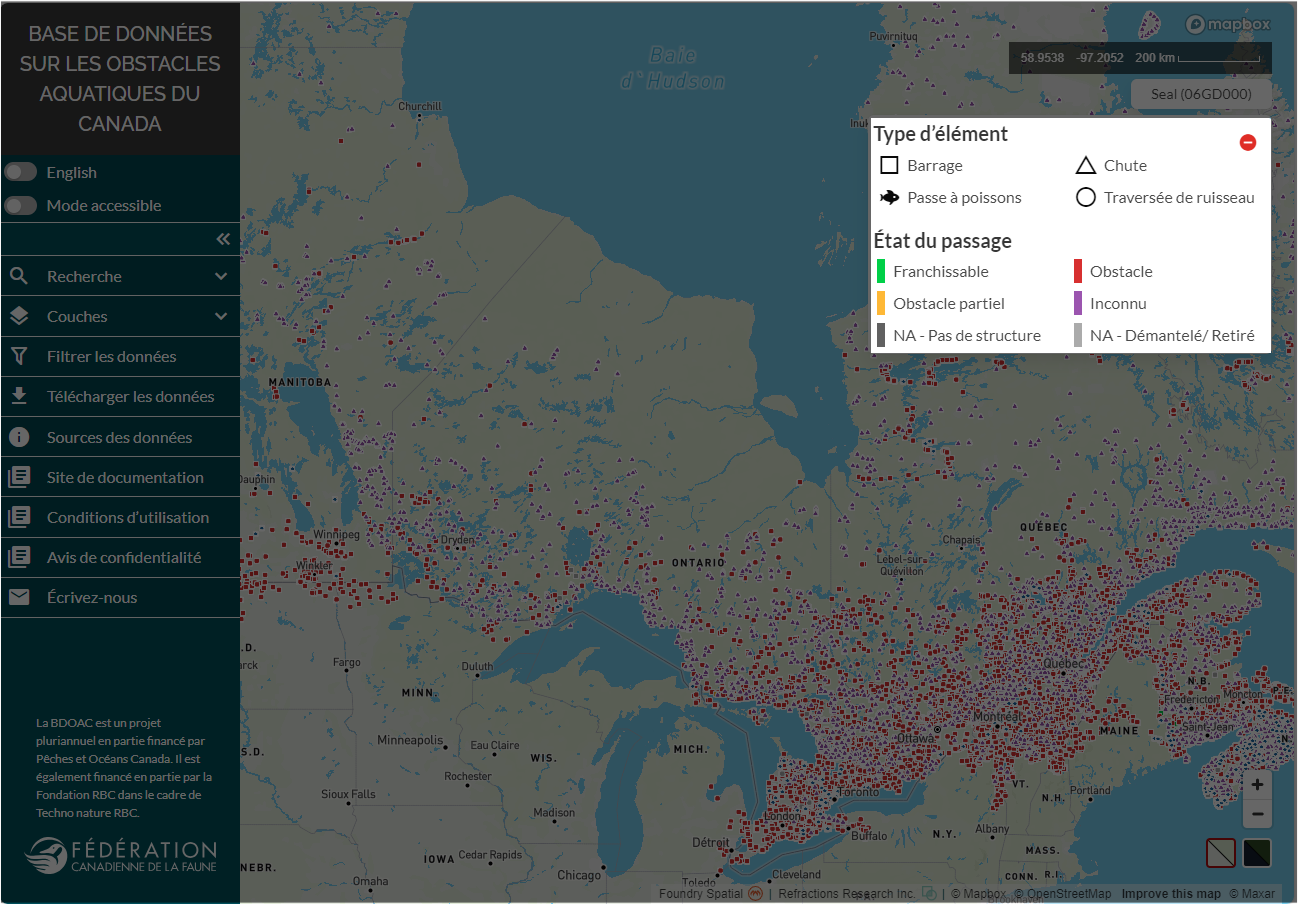 BASE DE DONNÉES
SUR LES OBSTACLES
AQUATIQUES DU
CANADA
English
Mode accessible
Recherche
Couches
Filtrer les données
Télécharger les données
Sources des données
Site de documentation
Conditions d'utilisation
Avis de confidentialité
Écrivez-nous
La BDOAC est un projet
pluriannuel en partie financé par
Pêches et Océans Canada. Il est
également financé en partie par la
Fondation RBC dans le cadre de
Techno nature RBC.
FÉDÉRATION
CANADIENNE DE LA FAUNE
Baie
d'Hudson
Puvirnituq
mapbox
58.9538 -97.2052 200 km
Seal (06GD000)
Churchill
Type d'élément
Barrage
Chute
Passe à poissons
Traversée de ruisseau
État du passage
Franchissable
Obstacle
Obstacle partiel
Inconnu
NA - Pas de structure
NA - Démantelé/ Retiré
MANITOBA
Dauphin
Winnipeg
Winkler
Dryden
ONTARIO
QUÉBEC
Chapais
Lebel-sur-
Quévillon
Fargo
Duluth
MINN.
Québec
N.B.
Fredericton
Moncton
Saint-Jean
Montréal
Ottawa
MAINE
S.D.
Minneapolis
Eau Claire
WIS.
MICH.
Rochester
Sioux Falls
Madison
Toronto
London
VT.
N.H.
Portland
Détroit
Buffalo
N.Y.
Albany
MASS.
NEBR.
IOWA
Cedar Rapids
Chicago
Omaha
Toledo
Cleveland
CONN.
R.I.
Foundry Spatial | Refractions Research Inc. | © Mapbox © OpenStreetMap Improve this map © Maxar